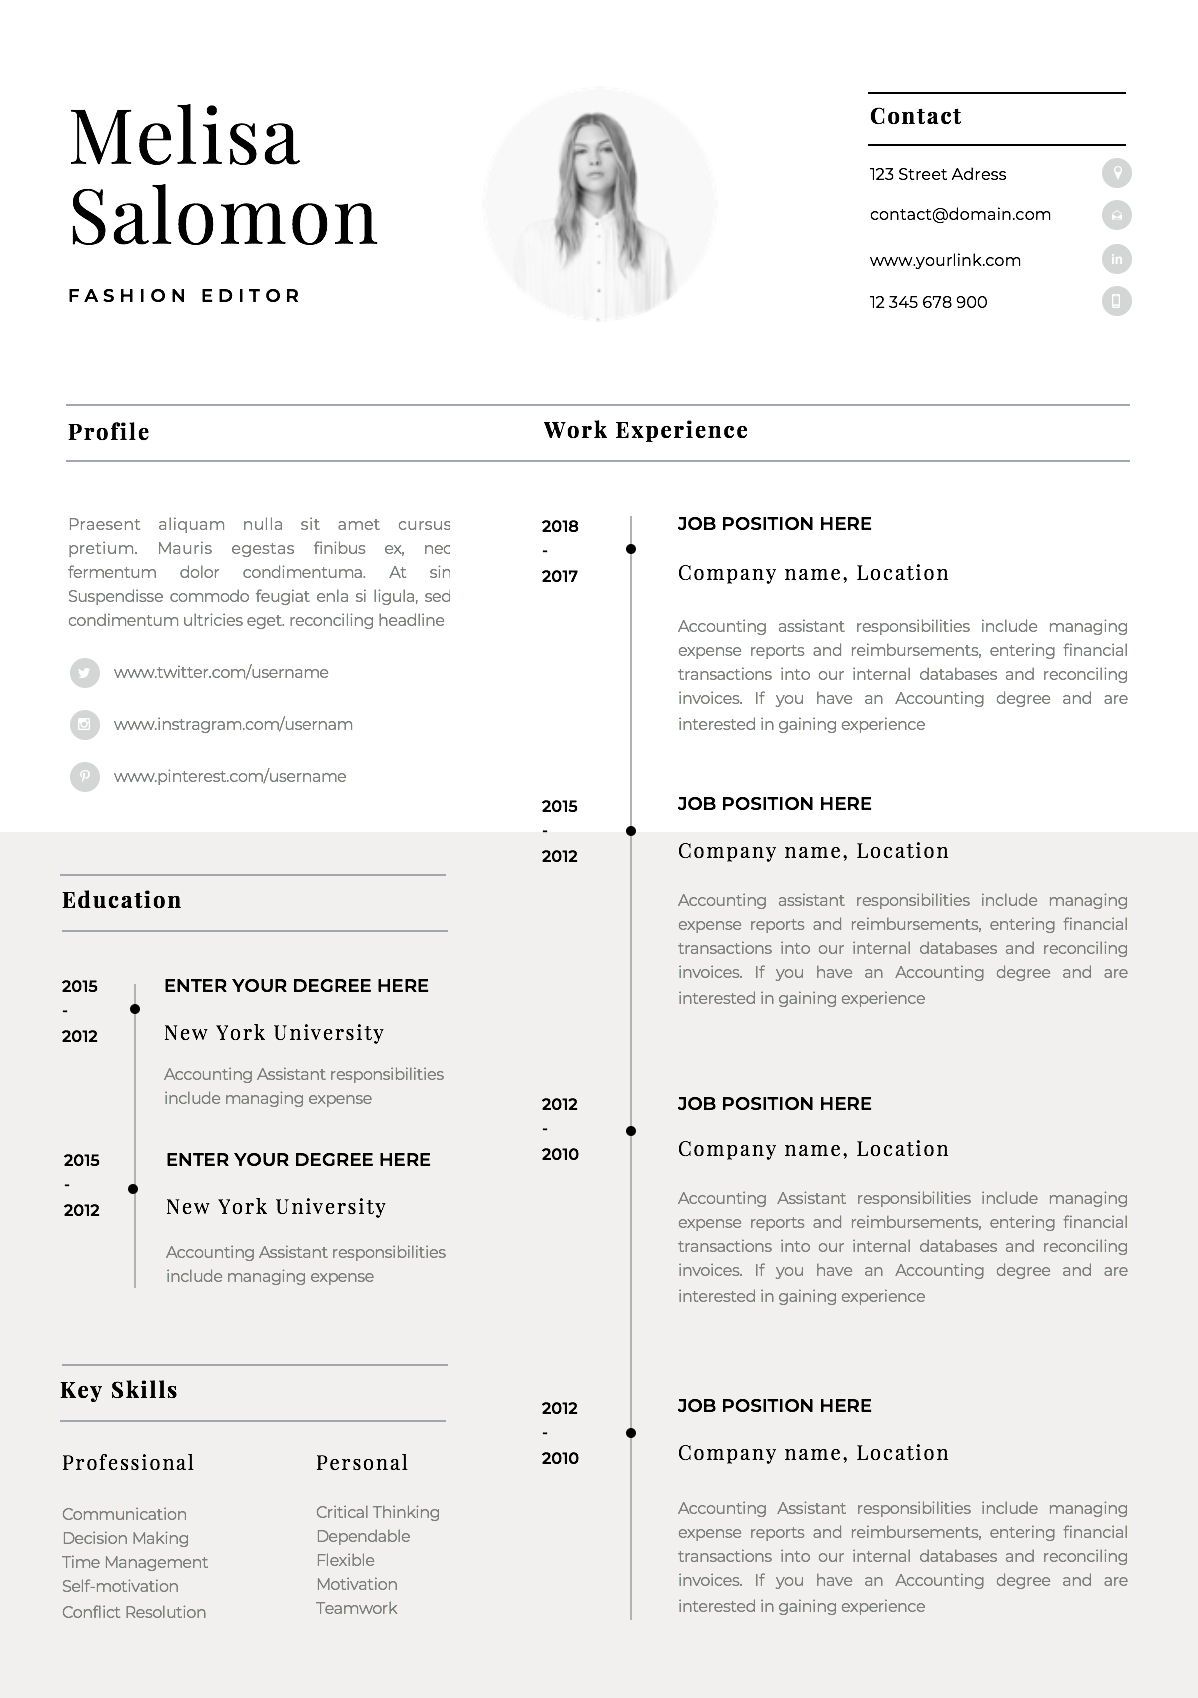 Melisa
Salomon
FASHION EDITOR
Contact
123 Street Adress
contact@domain.com
www.yourlink.com
in
12 345 678 900
Profile
Praesent aliquam nulla sit amet cursus
pretium. Mauris egestas finibus ex, nec
fermentum dolor condimentuma. At sin
Suspendisse commodo feugiat enla si ligula, sed
condimentum ultricies eget. reconciling headline
www.twitter.com/username
www.instragram.com/usernam
www.pinterest.com/username
Education
2015
-
2012
ENTER YOUR DEGREE HERE
New York University
Accounting Assistant responsibilities
include managing expense
2015
-
2012
ENTER YOUR DEGREE HERE
New York University
Accounting Assistant responsibilities
include managing expense
Key Skills
Professional
Communication
Decision Making
Time Management
Self-motivation
Conflict Resolution
Personal
Critical Thinking
Dependable
Flexible
Motivation
Teamwork
Work Experience
2018
-
2017
JOB POSITION HERE
Company name, Location
Accounting assistant responsibilities include managing
expense reports and reimbursements, entering financial
transactions into our internal databases and reconciling
invoices. If you have an Accounting degree and are
interested in gaining experience
2015
-
2012
JOB POSITION HERE
Company name, Location
Accounting assistant responsibilities include managing
expense reports and reimbursements, entering financial
transactions into our internal databases and reconciling
invoices. If you have an Accounting degree and are
interested in gaining experience
2012
-
2010
JOB POSITION HERE
Company name, Location
Accounting Assistant responsibilities include managing
expense reports and reimbursements, entering financial
transactions into our internal databases and reconciling
invoices. If you have an Accounting degree and are
interested in gaining experience
2012
-
2010
JOB POSITION HERE
Company name, Location
Accounting Assistant responsibilities include managing
expense reports and reimbursements, entering financial
transactions into our internal databases and reconciling
invoices. If you have an Accounting degree and are
interested in gaining experience